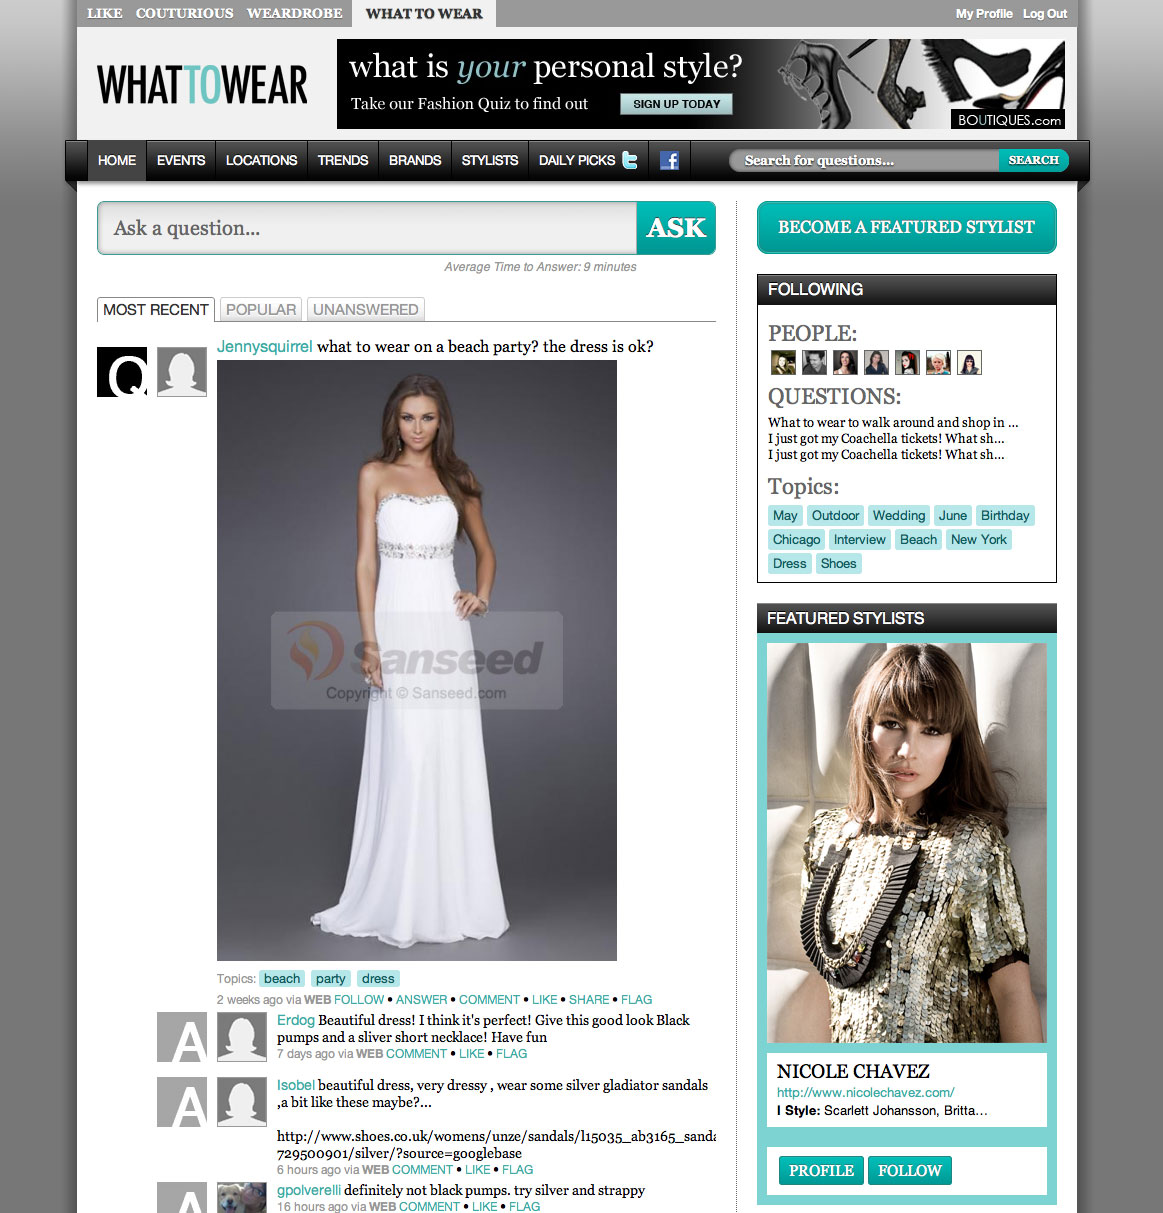 LIKE COUTURIOUS WEARDROBE WHAT TO WEAR My Profile Log Out
WHATTOWEAR
what is your personal style?
Take our Fashion Quiz to find out SIGN UP TODAY
BOUTIQUES.com
HOME EVENTS LOCATIONS TRENDS BRANDS STYLISTS DAILY PICKS Search for questions... SEARCH
Ask a question... ASK
Average Time to Answer: 9 minutes
MOST RECENT POPULAR UNANSWERED
Q
Jennysquirrel what to wear on a beach party? the dress is ok?
Sanseed
Copyright © Sanseed.com
Topics: beach party dress
2 weeks ago via WEB FOLLOW • ANSWER • COMMENT • LIKE • SHARE • FLAG
A
Erdog Beautiful dress! I think it's perfect! Give this good look Black
pumps and a sliver short necklace! Have fun
7 days ago via WEB COMMENT • LIKE • FLAG
A
Isobel beautiful dress, very dressy , wear some silver gladiator sandals
,a bit like these maybe?...
http://www.shoes.co.uk/womens/unze/sandals/l15035_ab3165_sanda
729500901/silver/?source=googlebase
6 hours ago via WEB COMMENT • LIKE • FLAG
A
gpolverelli definitely not black pumps. try silver and strappy
16 hours ago via WEB COMMENT • LIKE • FLAG
BECOME A FEATURED STYLIST
FOLLOWING
PEOPLE:
QUESTIONS:
What to wear to walk around and shop in ...
I just got my Coachella tickets! What sh...
I just got my Coachella tickets! What sh...
Topics:
May Outdoor Wedding June Birthday
Chicago Interview Beach New York
Dress Shoes
FEATURED STYLISTS
NICOLE CHAVEZ
http://www.nicolechavez.com/
I Style: Scarlett Johansson, Britta...
PROFILE FOLLOW